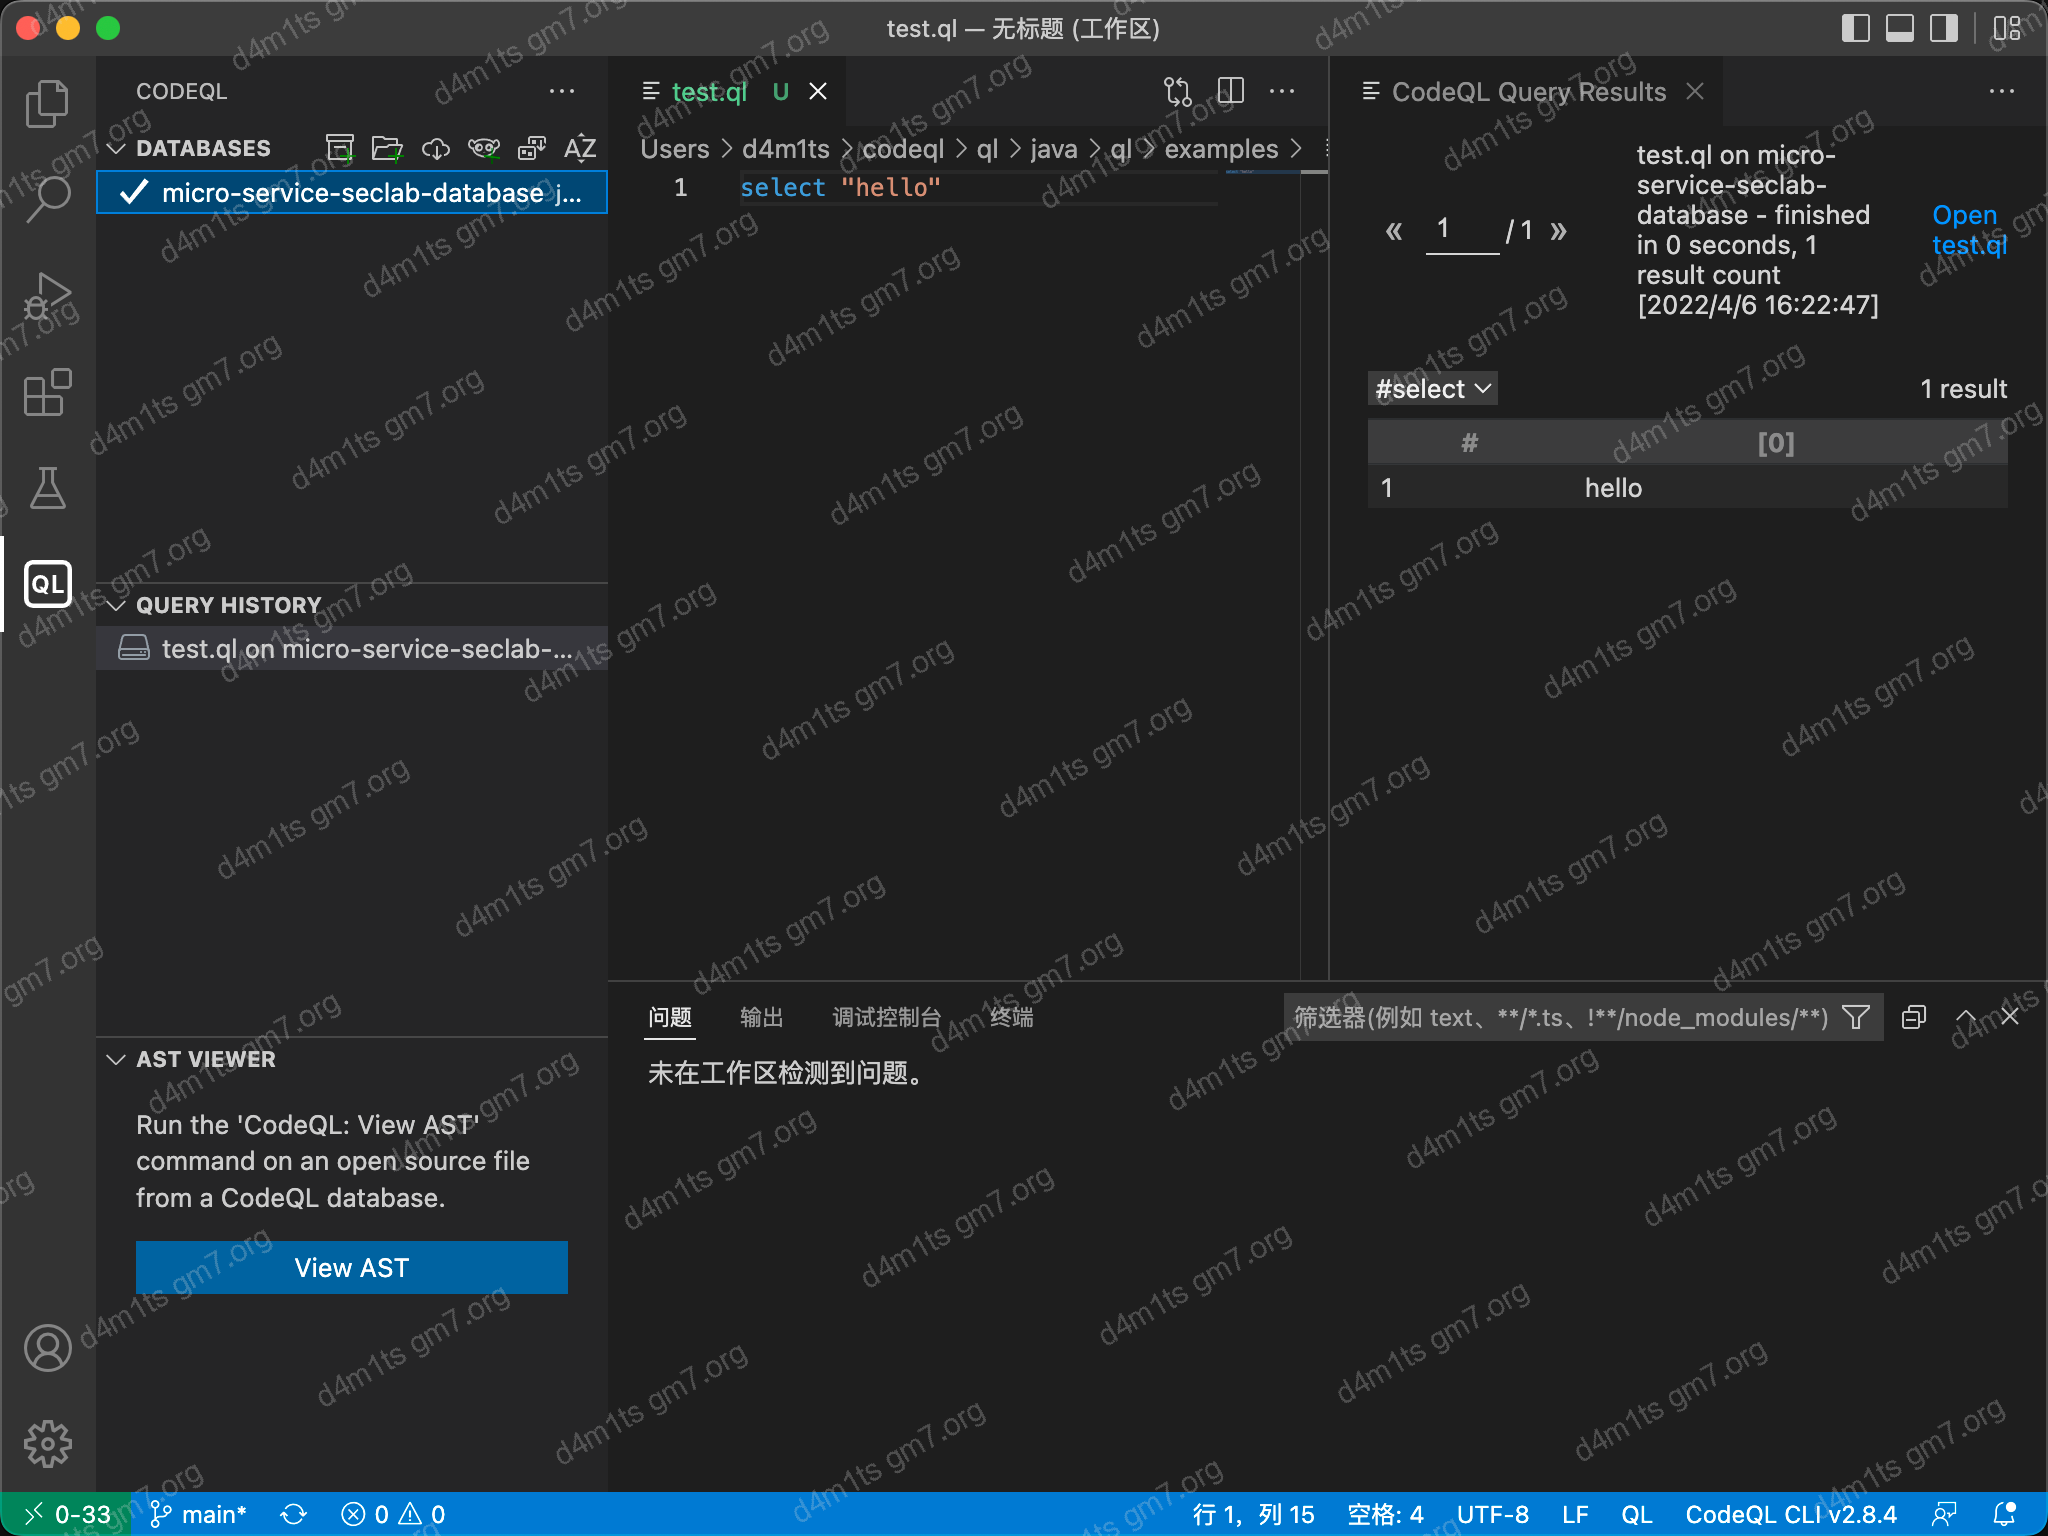 test.ql — 无标题 (工作区)
CODEQL
DATABASES
AZ
micro-service-seclab-database j...
QL
QUERY HISTORY
test.ql on micro-service-seclab-...
AST VIEWER
Run the 'CodeQL: View AST'
command on an open source file
from a CodeQL database.
View AST
test.ql U
Users > d4m1ts > codeql > ql > java > ql > examples >
1 select "hello"
CodeQL Query Results
« 1 / 1 »
test.ql on micro-
service-seclab-
database - finished
in 0 seconds, 1
result count
[2022/4/6 16:22:47]
Open
test.ql
#select
1 result
# [0]
1 hello
问题 输出 调试控制台 终端
筛选器(例如 text、**/*.ts、!**/node_modules/**)
未在工作区检测到问题。
0-33 main* 0 0
行 1，列 15 空格: 4 UTF-8 LF QL CodeQL CLI v2.8.4
d4m1ts gm7.org